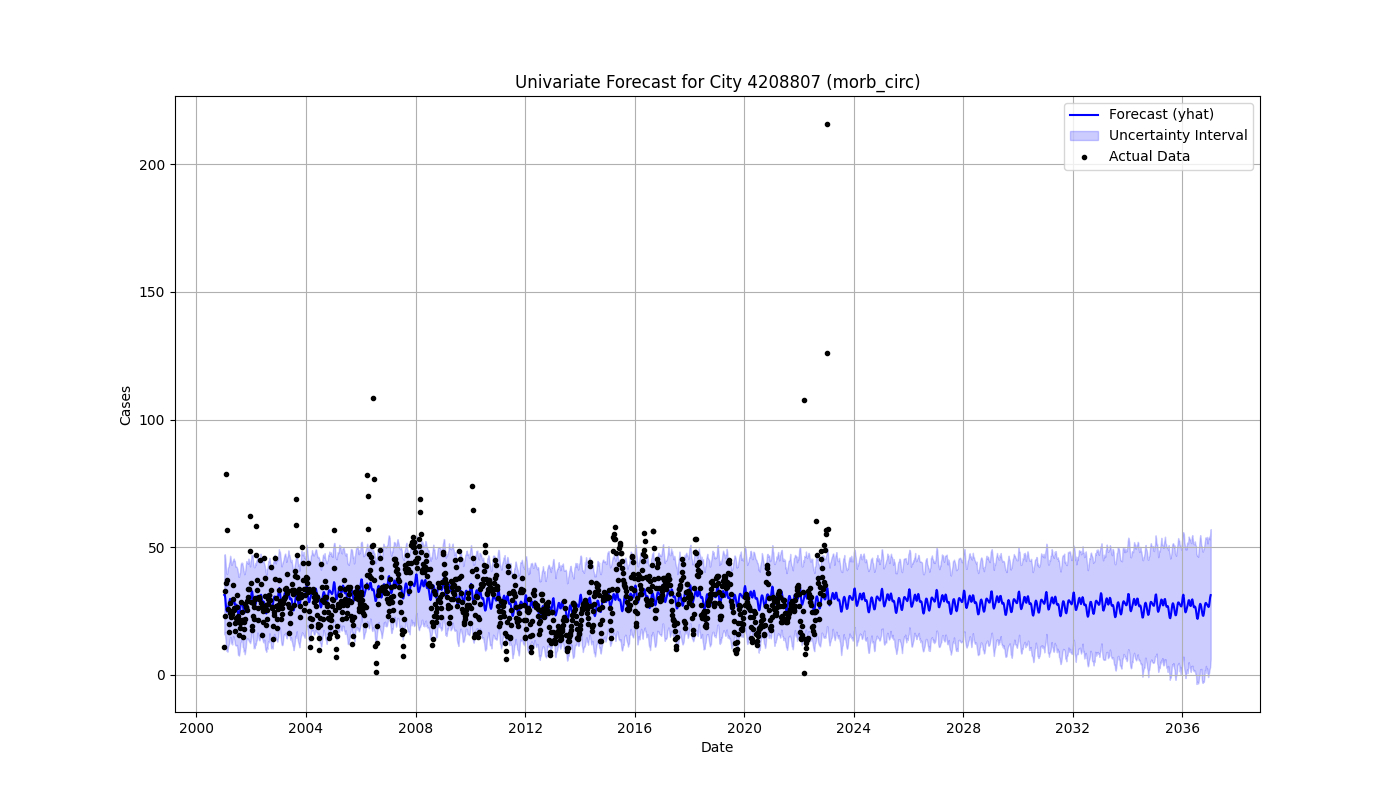 Univariate Forecast for City 4208807 (morb_circ)
Forecast (yhat)
Uncertainty Interval
Actual Data
200
150
100
50
0
Cases
2000 2004 2008 2012 2016 2020 2024 2028 2032 2036
Date